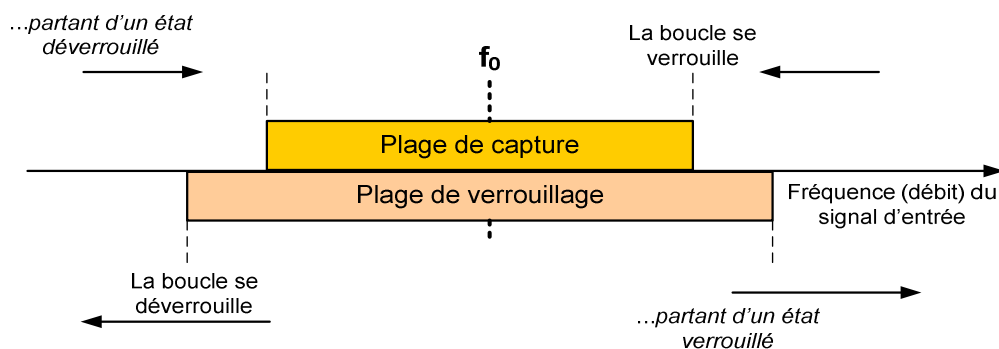 ...partant d'un état
déverrouillé
La boucle se
verrouille
f₀
Plage de capture
Plage de verrouillage
Fréquence (débit) du
signal d'entrée
La boucle se
déverrouille
...partant d'un état
verrouillé